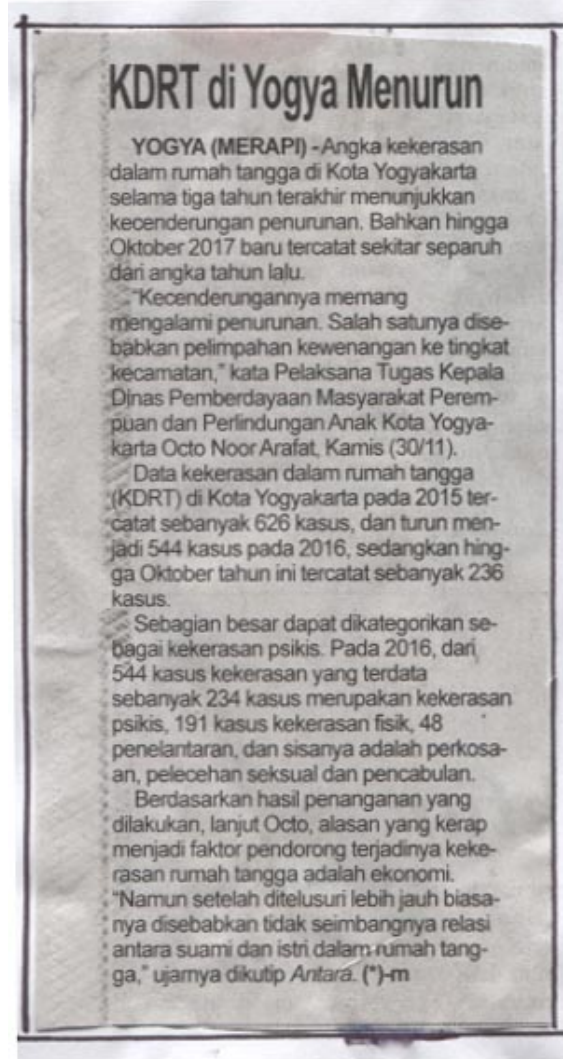 KDRT di Yogya Menurun
YOGYA (MERAPI) - Angka kekerasan
dalam rumah tangga di Kota Yogyakarta
selama tiga tahun terakhir menunjukkan
kecenderungan penurunan. Bahkan hingga
Oktober 2017 baru tercatat sekitar separuh
dari angka tahun lalu.
"Kecenderungannya memang
mengalami penurunan. Salah satunya dise-
babkan pelimpahan kewenangan ke tingkat
kecamatan," kata Pelaksana Tugas Kepala
Dinas Pemberdayaan Masyarakat Perem-
puan dan Perlindungan Anak Kota Yogya-
karta Octo Noor Arafat, Kamis (30/11).
Data kekerasan dalam rumah tangga
(KDRT) di Kota Yogyakarta pada 2015 ter-
catat sebanyak 626 kasus, dan turun men-
jadi 544 kasus pada 2016, sedangkan hing-
ga Oktober tahun ini tercatat sebanyak 236
kasus.
Sebagian besar dapat dikategorikan se-
bagai kekerasan psikis. Pada 2016, dari
544 kasus kekerasan yang terdata
sebanyak 234 kasus merupakan kekerasan
psikis, 191 kasus kekerasan fisik, 48
penelantaran, dan sisanya adalah perkosa-
an, pelecehan seksual dan pencabulan.
Berdasarkan hasil penanganan yang
dilakukan, lanjut Octo, alasan yang kerap
menjadi faktor pendorong terjadinya keke-
rasan rumah tangga adalah ekonomi.
"Namun setelah ditelusuri lebih jauh biasa-
nya disebabkan tidak seimbangnya relasi
antara suami dan istri dalam rumah tang-
ga," ujarnya dikutip Antara. (*)-m